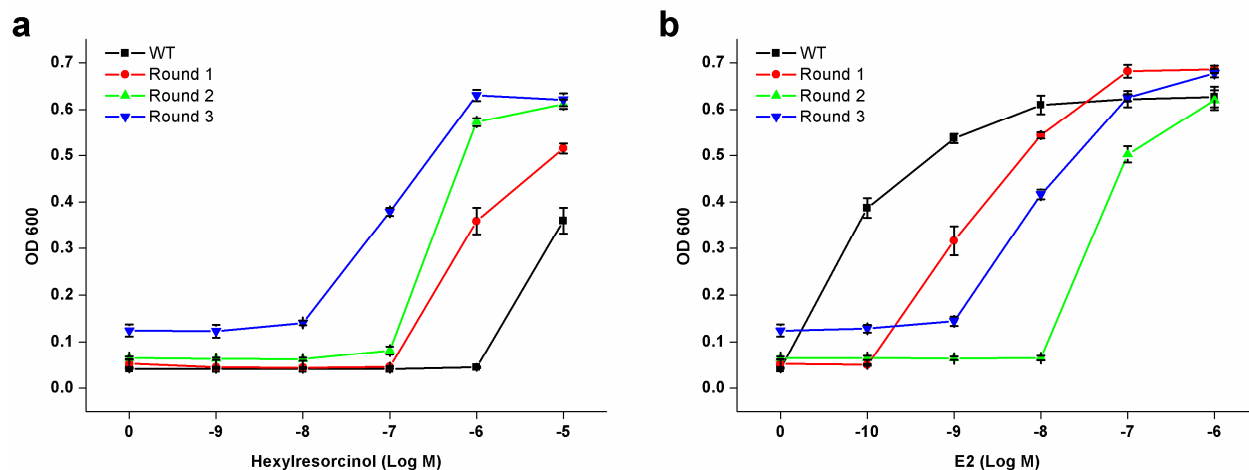 a
WT
Round 1
Round 2
Round 3
0.7
0.6
0.5
0.4
0.3
0.2
0.1
0.0
OD 600
0 -9 -8 -7 -6 -5
Hexylresorcinol (Log M)
b
WT
Round 1
Round 2
Round 3
0.7
0.6
0.5
0.4
0.3
0.2
0.1
0.0
OD 600
0 -10 -9 -8 -7 -6
E2 (Log M)